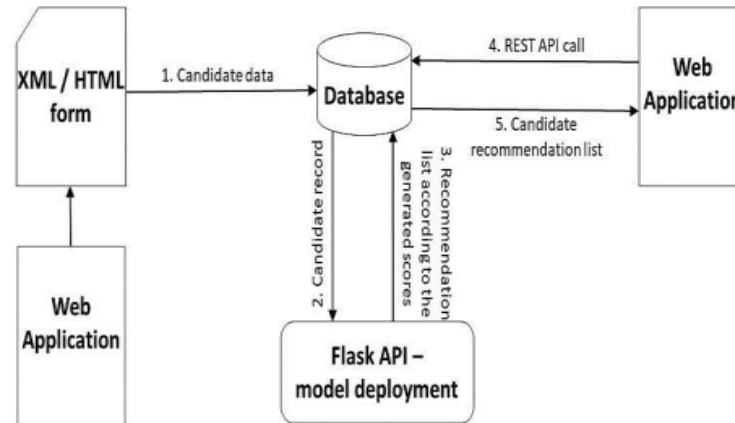 XML / HTML
form
1. Candidate data
Database
4. REST API call
Web
Application
5. Candidate
recommendation list
2. Candidate record
3. Recommendation
list according to the
generated scores
Web
Application
Flask API –
model deployment